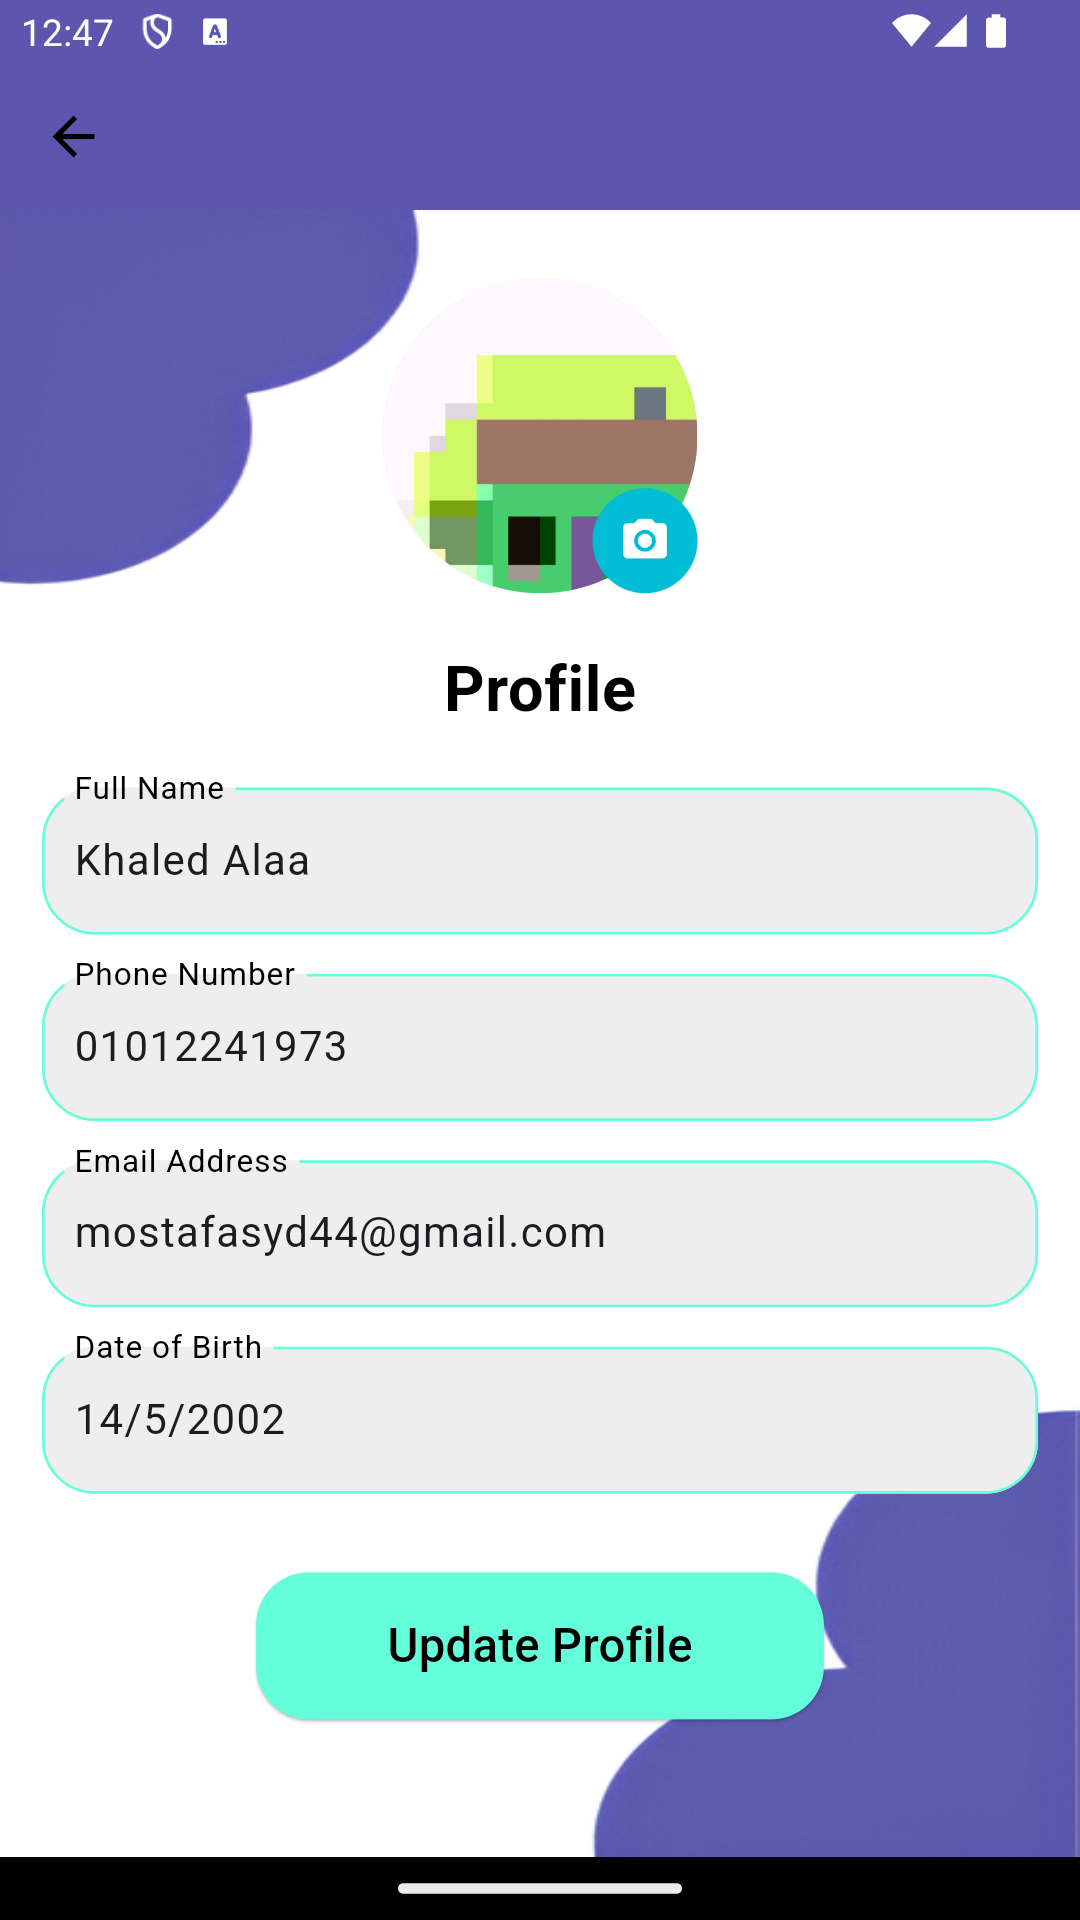 12:47
A
Profile
Full Name
Khaled Alaa
Phone Number
01012241973
Email Address
mostafasyd44@gmail.com
Date of Birth
14/5/2002
Update Profile